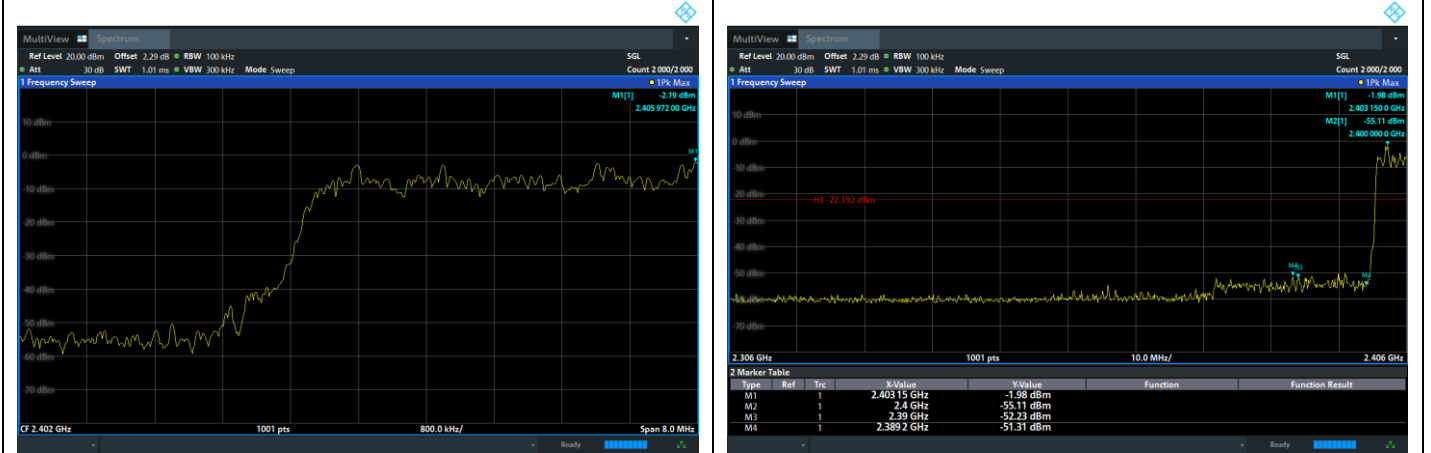 MultiView Spectrum
Ref Level 20.00 dBm Offset 2.29 dB RBW 100 kHz SGL
Att 30 dB SWT 1.01 ms VBW 300 kHz Mode Sweep Count 2 000/2 000
1 Frequency Sweep 1Pk Max
M1[1] -2.19 dBm
2.405 972 00 GHz
10 dBm
0 dBm
M1
-10 dBm
-20 dBm
-30 dBm
-40 dBm
-50 dBm
-60 dBm
-70 dBm
CF 2.402 GHz 1001 pts 800.0 kHz/ Span 8.0 MHz
Ready
MultiView Spectrum
Ref Level 20.00 dBm Offset 2.29 dB RBW 100 kHz SGL
Att 30 dB SWT 1.01 ms VBW 300 kHz Mode Sweep Count 2 000/2 000
1 Frequency Sweep 1Pk Max
M1[1] -1.98 dBm
2.403 150 0 GHz
10 dBm
M2[1] -55.11 dBm
2.400 000 0 GHz
0 dBm
-10 dBm
-20 dBm
H1 -22.192 dBm
-30 dBm
-40 dBm
-50 dBm
M4 M3 M2
-70 dBm
2.306 GHz 1001 pts 10.0 MHz/ 2.406 GHz
2 Marker Table
Type Ref Trc X-Value Y-Value Function Function Result
M1 1 2.403 15 GHz -1.98 dBm
M2 1 2.4 GHz -55.11 dBm
M3 1 2.39 GHz -52.23 dBm
M4 1 2.389 2 GHz -51.31 dBm
Ready